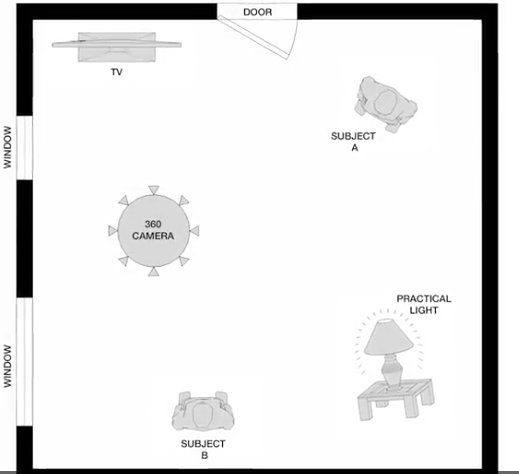 DOOR
TV
WINDOW
SUBJECT
A
360
CAMERA
PRACTICAL
LIGHT
WINDOW
SUBJECT
B